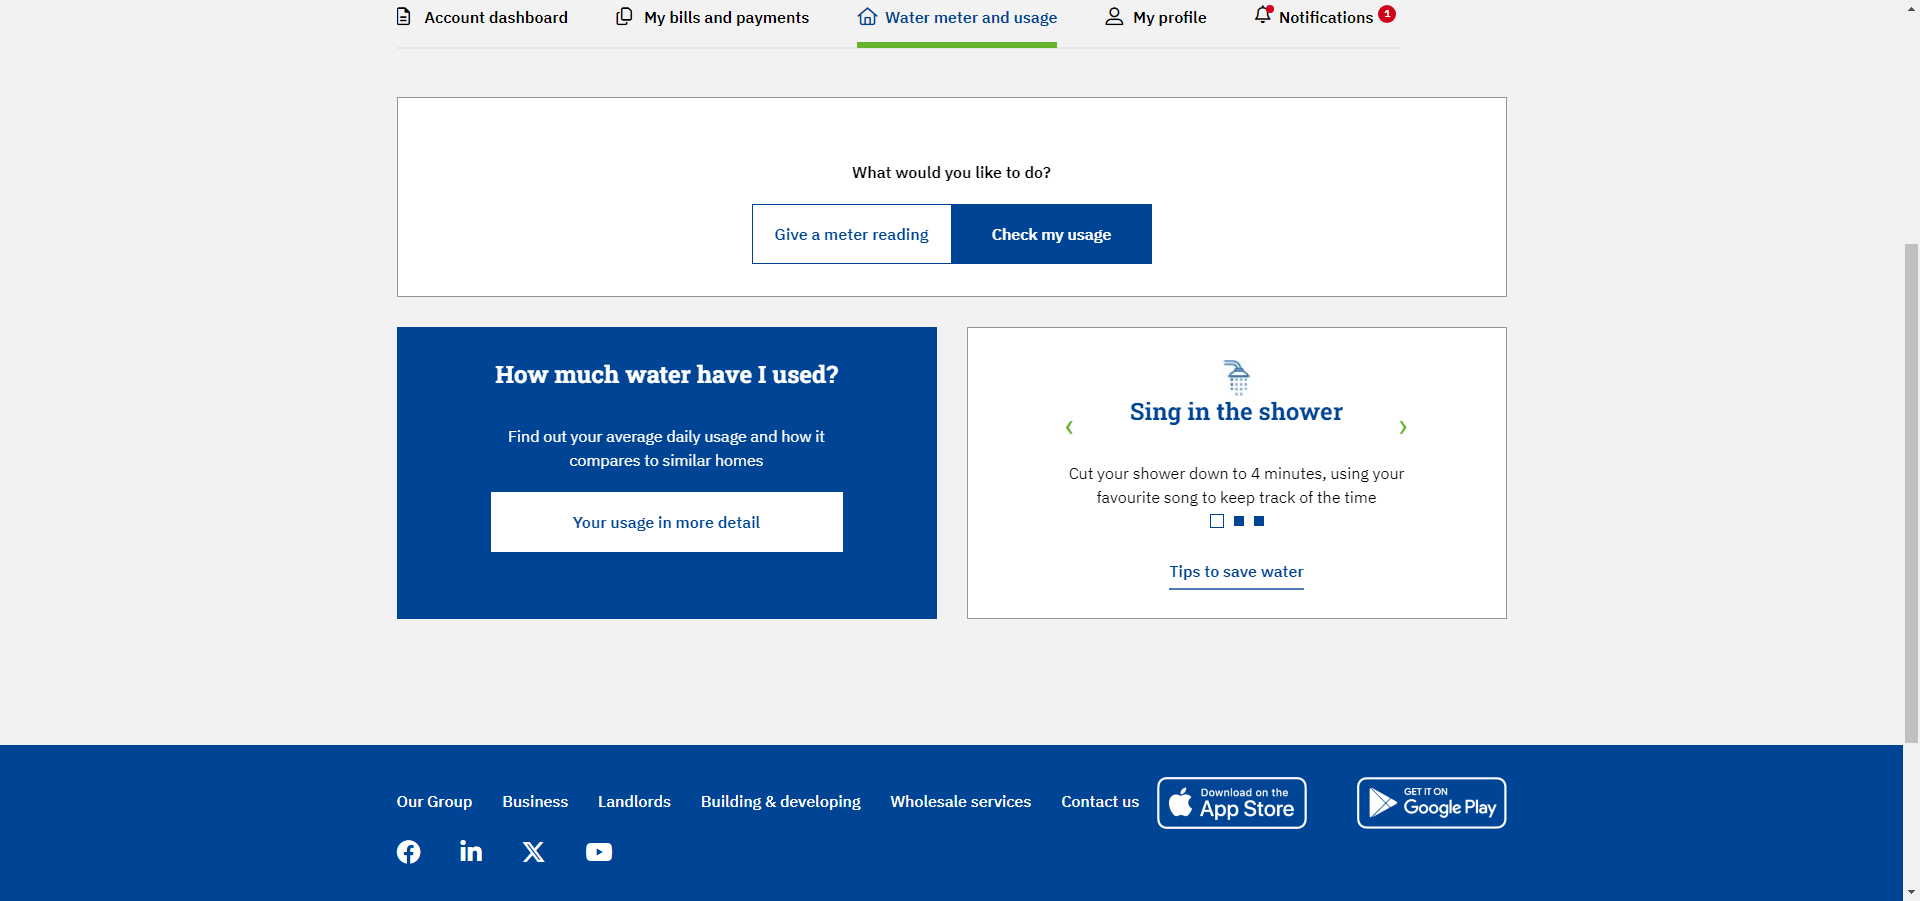 Account dashboard
My bills and payments
Water meter and usage
My profile
Notifications 1
What would you like to do?
Give a meter reading
Check my usage
How much water have I used?
Find out your average daily usage and how it
compares to similar homes
Your usage in more detail
Sing in the shower
Cut your shower down to 4 minutes, using your
favourite song to keep track of the time
Tips to save water
Our Group
Business
Landlords
Building & developing
Wholesale services
Contact us
Download on the
App Store
GET IT ON
Google Play